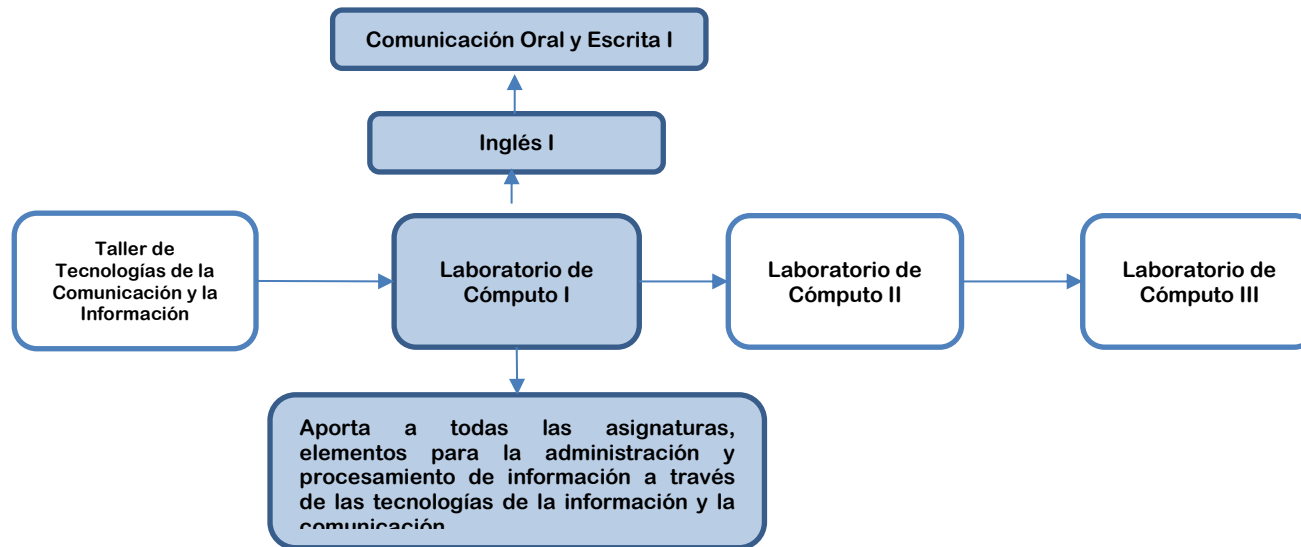 Comunicación Oral y Escrita I
Inglés I
Taller de
Tecnologías de la
Comunicación y la
Información
Laboratorio de
Cómputo I
Laboratorio de
Cómputo II
Laboratorio de
Cómputo III
Aporta a todas las asignaturas,
elementos para la administración y
procesamiento de información a través
de las tecnologías de la información y la
comunicación